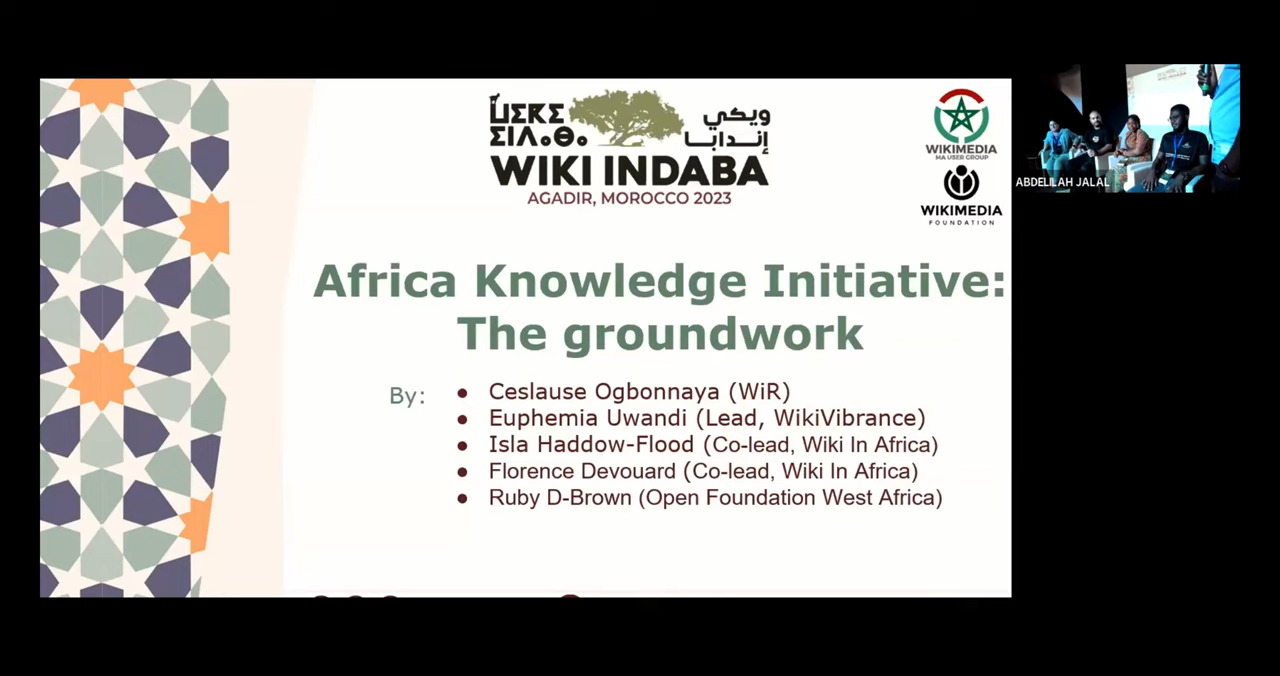 ⵡⵉⴽⵉ
ⵉⵏⴷⴰⴱⴰ
ويكي
إندابا
WIKI INDABA
AGADIR, MOROCCO 2023
WIKIMEDIA
MA USER GROUP
WIKIMEDIA
FOUNDATION
ABDELILAH JALAL
Africa Knowledge Initiative:
The groundwork
By:
● Ceslause Ogbonnaya (WiR)
● Euphemia Uwandi (Lead, WikiVibrance)
● Isla Haddow-Flood (Co-lead, Wiki In Africa)
● Florence Devouard (Co-lead, Wiki In Africa)
● Ruby D-Brown (Open Foundation West Africa)